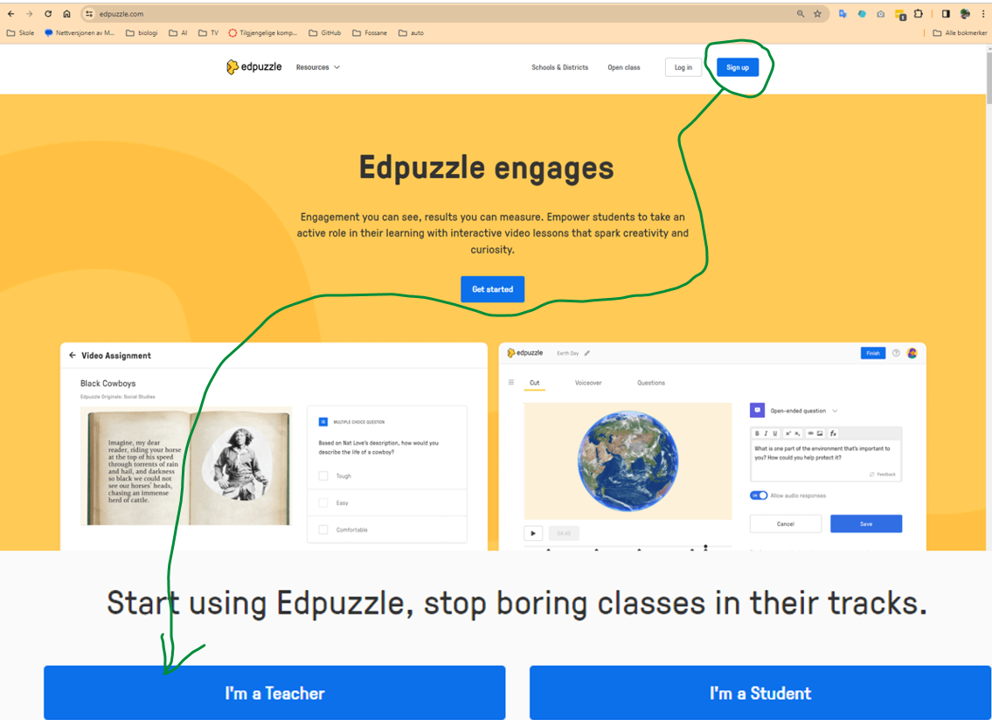 edpuzzle.com
Skole
Nettversjonen av M...
biologi
AI
TV
Tilgjengelige komp...
GitHub
Fossane
auto
Alle bokmerker
edpuzzle
Resources
Schools & Districts
Open class
Log in
Sign up
Edpuzzle engages
Engagement you can see, results you can measure. Empower students to take an
active role in their learning with interactive video lessons that spark creativity and
curiosity.
Get started
Video Assignment
Black Cowboys
Edpuzzle Originals: Social Studies
Imagine, my dear
reader, riding your horse
at the top of his speed
through torrents of rain
and hail, and darkness
so black we could not
see our horses' heads,
chasing an immense
herd of cattle.
MULTIPLE CHOICE QUESTION
Based on Nat Love's description, how would you
describe the life of a cowboy?
Tough
Easy
Comfortable
edpuzzle
Earth Day
Finish
Cut
Voiceover
Questions
Open-ended question
B I U x² x₂ fx
What is one part of the environment that's important to
you? How could you help protect it?
Feedback
Allow audio responses
Cancel
Save
Start using Edpuzzle, stop boring classes in their tracks.
I'm a Teacher
I'm a Student